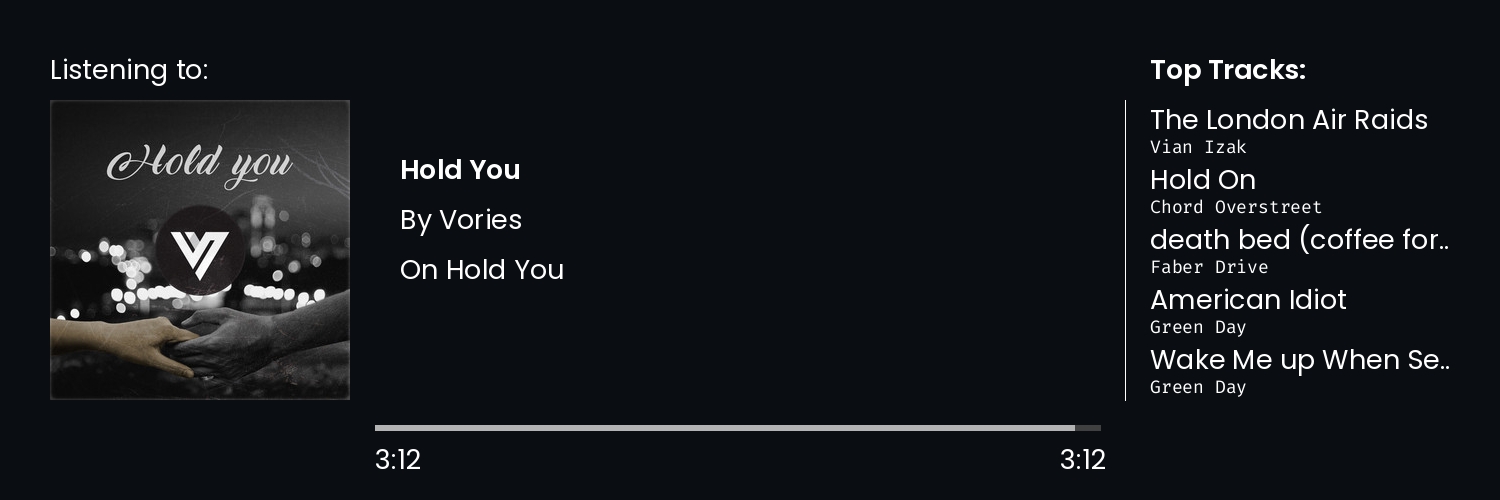 Listening to:
Hold you
Hold You
By Vories
On Hold You
3:12
3:12
Top Tracks:
The London Air Raids
Vian Izak
Hold On
Chord Overstreet
death bed (coffee for..
Faber Drive
American Idiot
Green Day
Wake Me up When Se..
Green Day